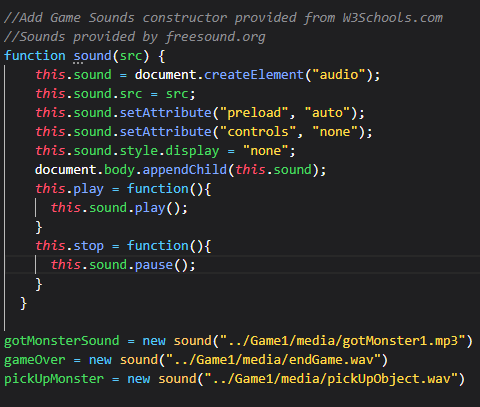 //Add Game Sounds constructor provided from W3Schools.com
//Sounds provided by freesound.org
function sound(src) {
    this.sound = document.createElement("audio");
    this.sound.src = src;
    this.sound.setAttribute("preload", "auto");
    this.sound.setAttribute("controls", "none");
    this.sound.style.display = "none";
    document.body.appendChild(this.sound);
    this.play = function(){
      this.sound.play();
    }
    this.stop = function(){
      this.sound.pause();
    }
  }
gotMonsterSound = new sound("../Game1/media/gotMonster1.mp3")
gameOver = new sound("../Game1/media/endGame.wav")
pickUpMonster = new sound("../Game1/media/pickUpObject.wav")